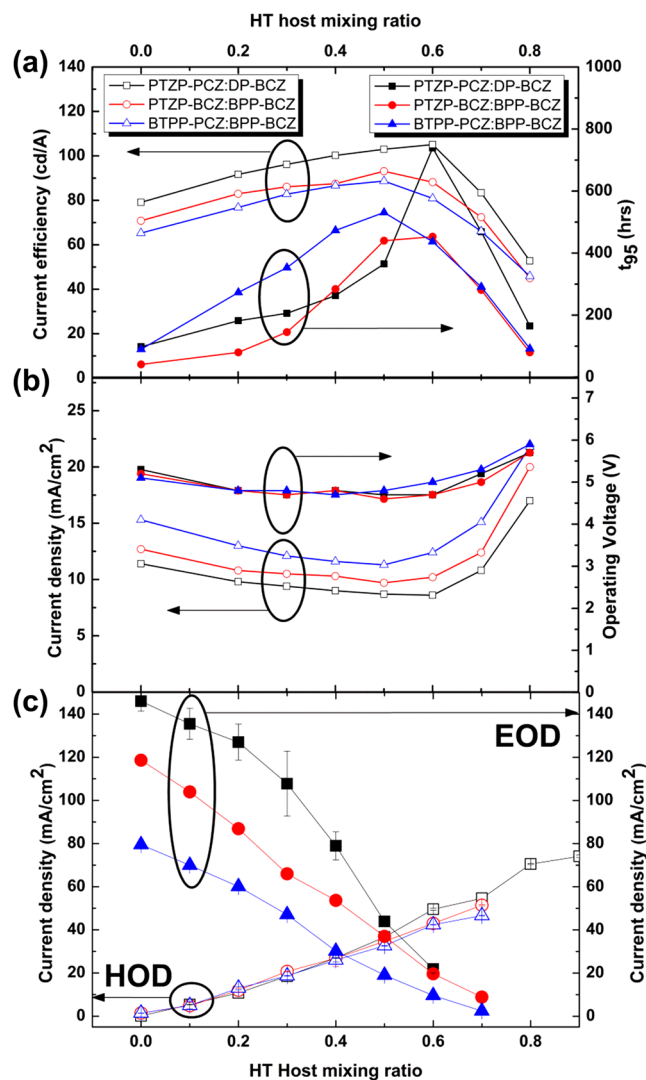 HT host mixing ratio
0.0 0.2 0.3 0.4 0.5 0.6 0.8
(a)
140
120
100
80
60
40
20
0
Current efficiency (cd/A)
PTZP-PCZ:DP-BCZ
PTZP-BCZ:BPP-BCZ
BTPP-PCZ:BPP-BCZ
PTZP-PCZ:DP-BCZ
PTZP-BCZ:BPP-BCZ
BTPP-PCZ:BPP-BCZ
1000
800
600
400
200
0
t95 (hrs)
(b)
25
20
15
10
5
0
Current density (mA/cm2)
7
6
5
4
3
2
1
0
Operating Voltage (V)
(c)
140
120
100
80
60
40
20
0
Current density (mA/cm2)
EOD
HOD
140
120
100
80
60
40
20
0
Current density (mA/cm2)
0.0 0.2 0.4 0.6 0.8
HT Host mixing ratio